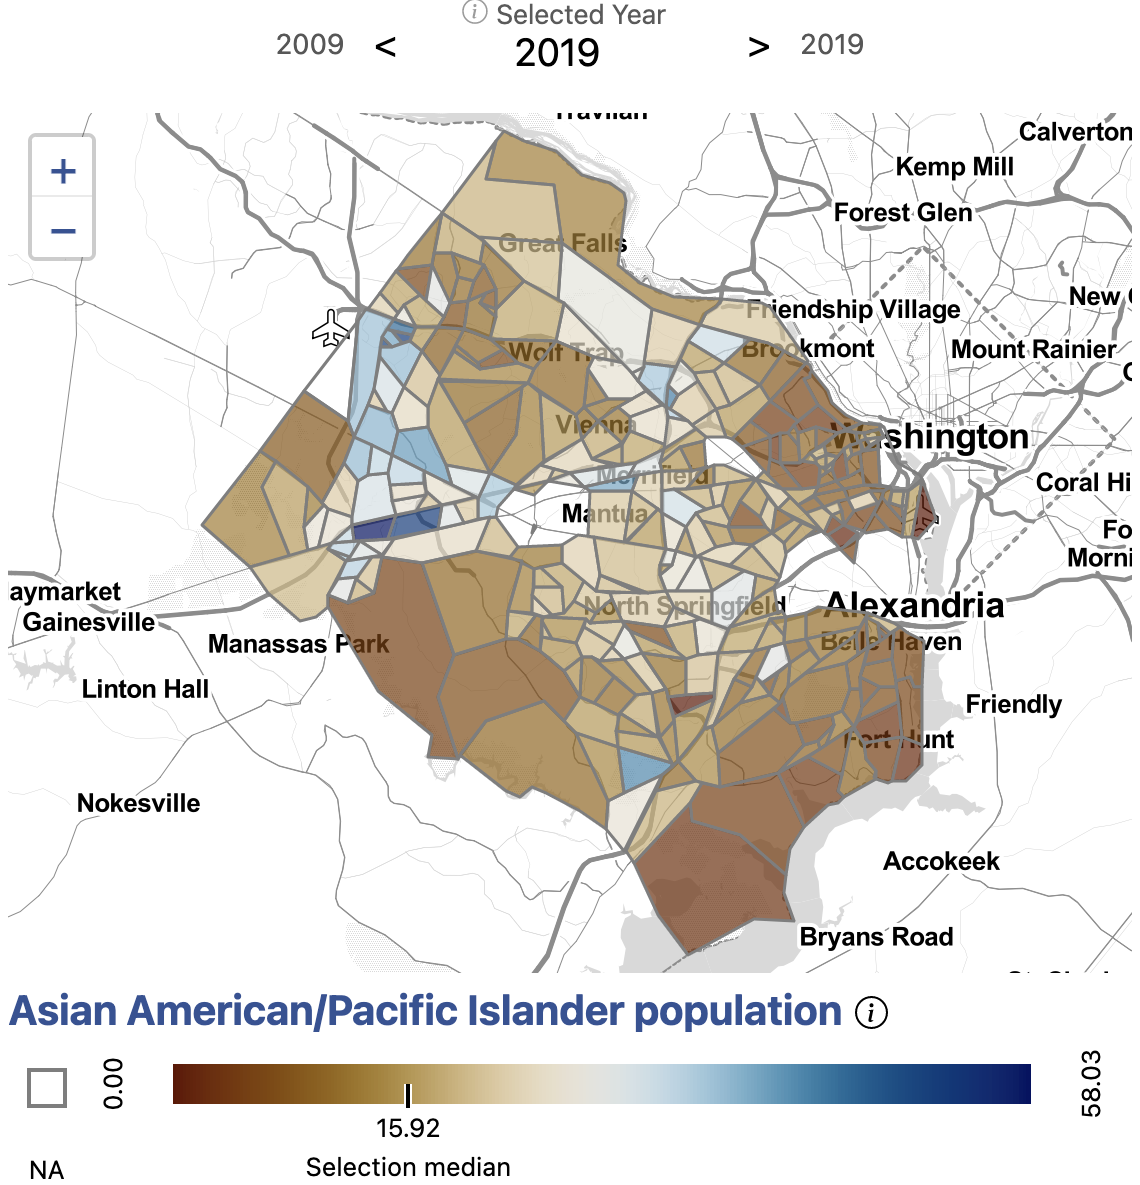 Selected Year
2009 < 2019 > 2019
Travilah
Calverton
Kemp Mill
Forest Glen
Great Falls
New
Friendship Village
Wolf Trap
Brookmont
Mount Rainier
Vienna
Washington
Merrifield
Coral Hi
Mantua
Fo
Morni
aymarket
North Springfield
Alexandria
Gainesville
Manassas Park
Belle Haven
Linton Hall
Friendly
Fort Hunt
Nokesville
Accokeek
Bryans Road
Asian American/Pacific Islander population
0.00
58.03
15.92
NA
Selection median